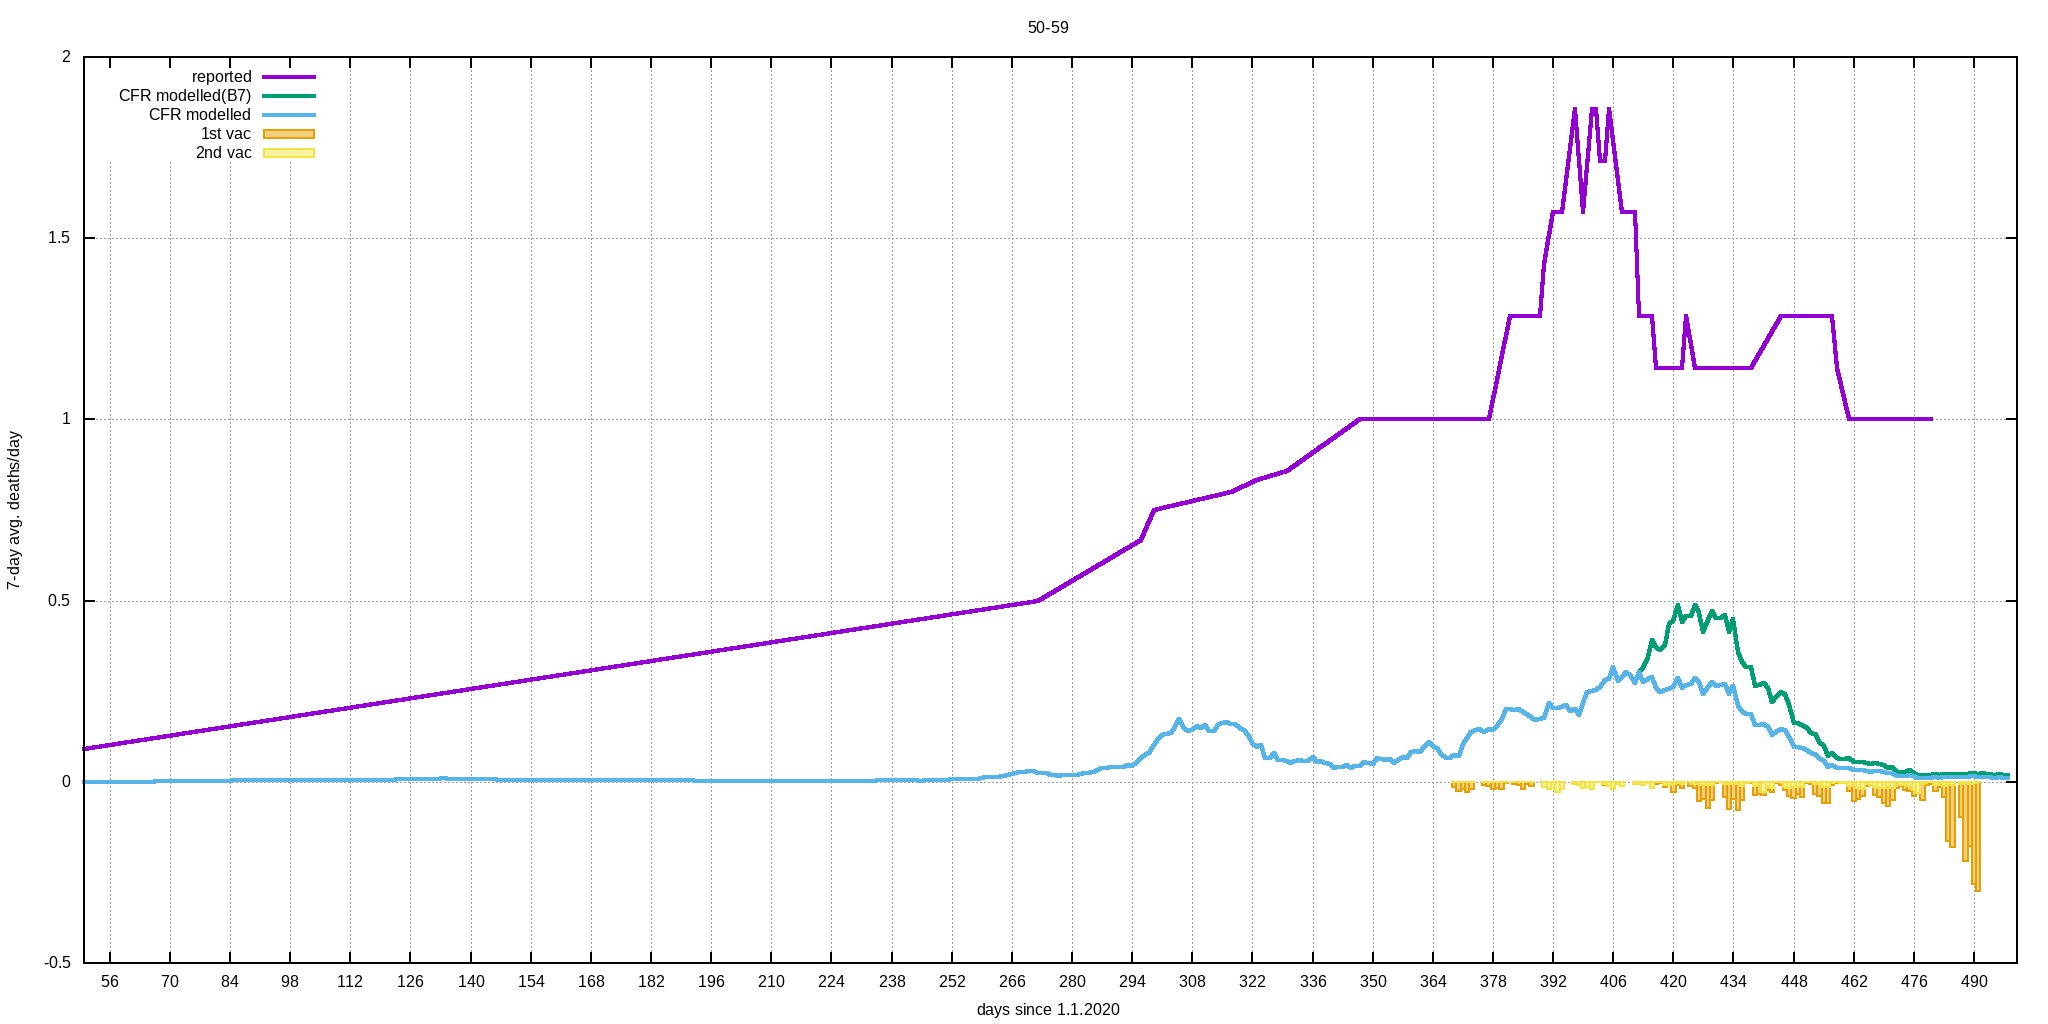 50-59
reported
CFR modelled(B7)
CFR modelled
1st vac
2nd vac
2
1.5
1
0.5
0
-0.5
7-day avg. deaths/day
56 70 84 98 112 126 140 154 168 182 196 210 224 238 252 266 280 294 308 322 336 350 364 378 392 406 420 434 448 462 476 490
days since 1.1.2020